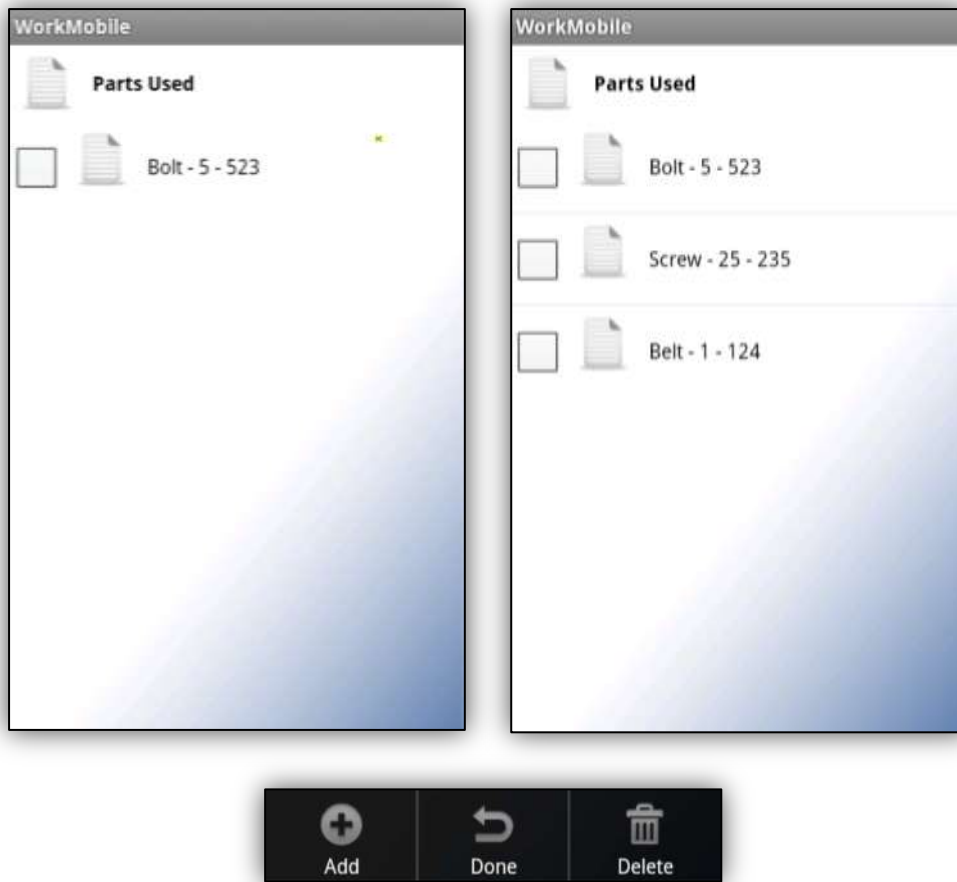 WorkMobile
Parts Used
Bolt - 5 - 523
WorkMobile
Parts Used
Bolt - 5 - 523
Screw - 25 - 235
Belt - 1 - 124
Add
Done
Delete